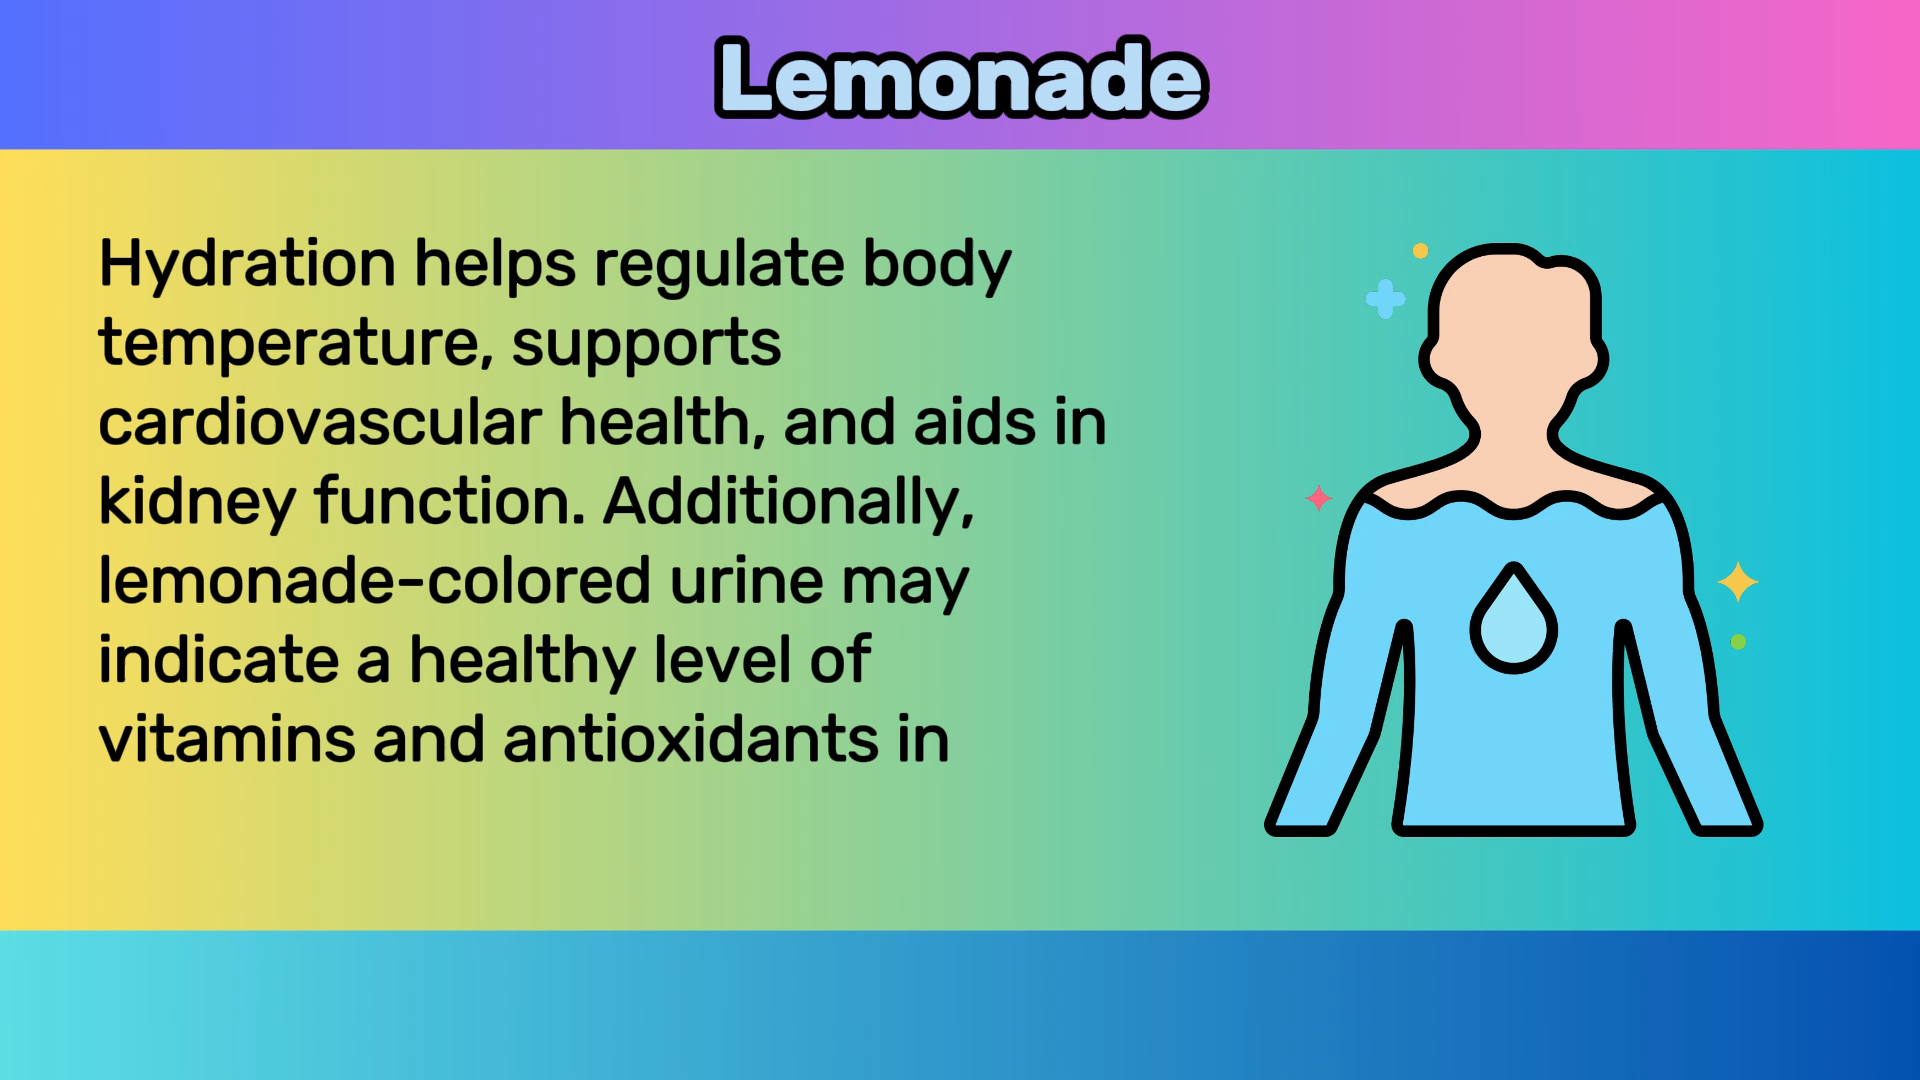 Lemonade
Hydration helps regulate body
temperature, supports
cardiovascular health, and aids in
kidney function. Additionally,
lemonade-colored urine may
indicate a healthy level of
vitamins and antioxidants in